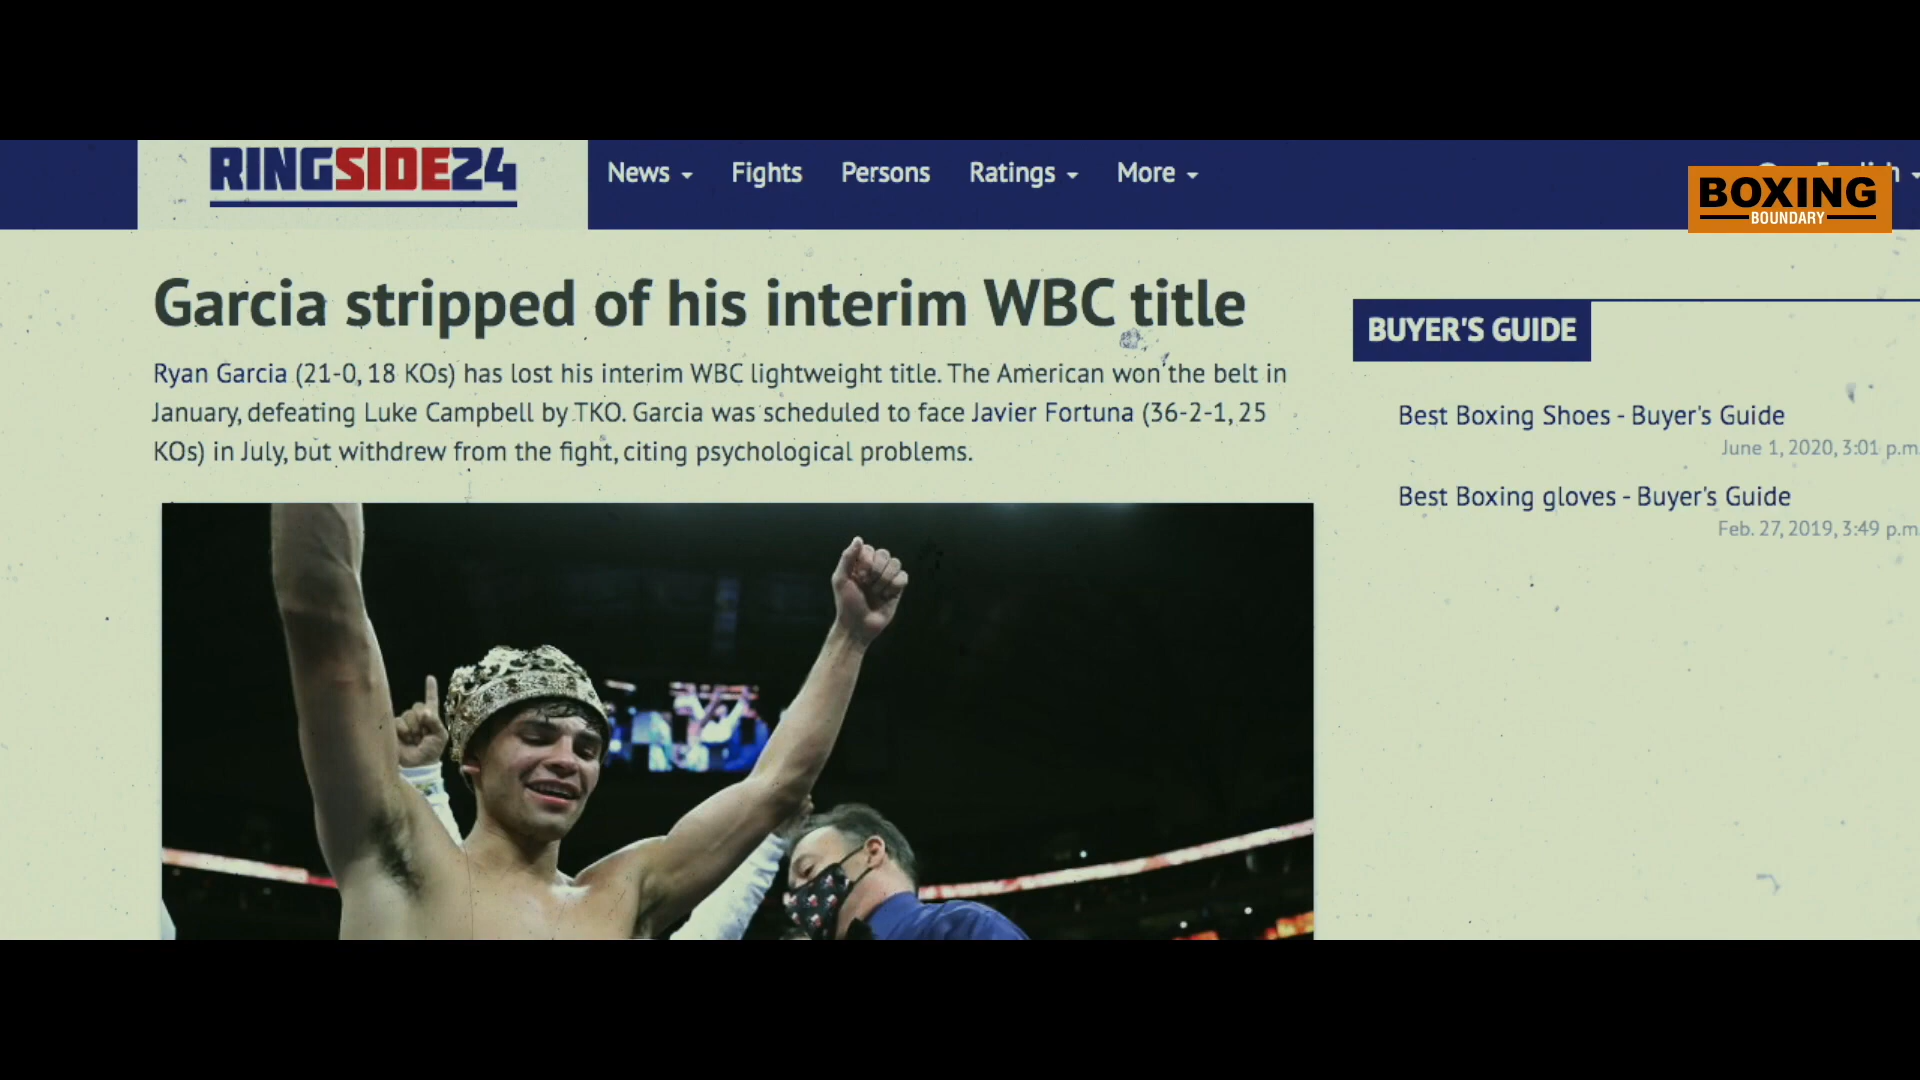 RINGSIDE24
News
Fights
Persons
Ratings
More
BOXING
BOUNDARY
Garcia stripped of his interim WBC title
Ryan Garcia (21-0, 18 KOs) has lost his interim WBC lightweight title. The American won the belt in
January, defeating Luke Campbell by TKO. Garcia was scheduled to face Javier Fortuna (36-2-1, 25
KOs) in July, but withdrew from the fight, citing psychological problems.
BUYER'S GUIDE
Best Boxing Shoes - Buyer's Guide
June 1, 2020, 3:01 p.m
Best Boxing gloves - Buyer's Guide
Feb. 27, 2019, 3:49 p.m